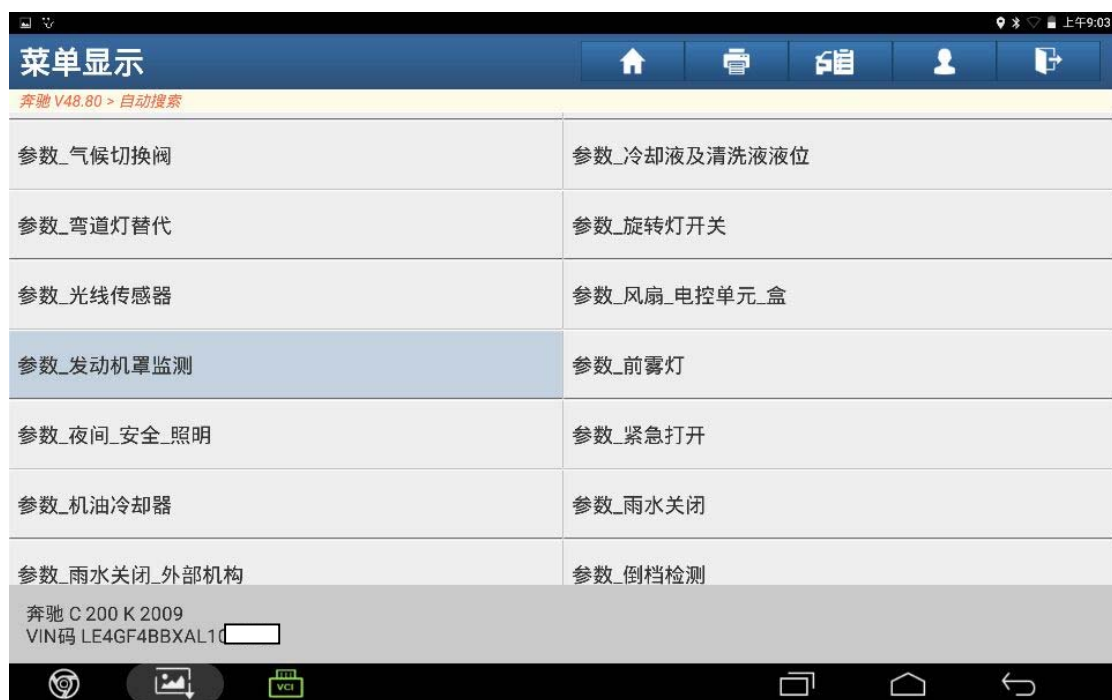 上午9:03
菜单显示
奔驰 V48.80 > 自动搜索
参数_气候切换阀
参数_冷却液及清洗液液位
参数_弯道灯替代
参数_旋转灯开关
参数_光线传感器
参数_风扇_电控单元_盒
参数_发动机罩监测
参数_前雾灯
参数_夜间_安全_照明
参数_紧急打开
参数_机油冷却器
参数_雨水关闭
参数_雨水关闭_外部机构
参数_倒档检测
奔驰 C 200 K 2009
VIN码 LE4GF4BBXAL10
VCI